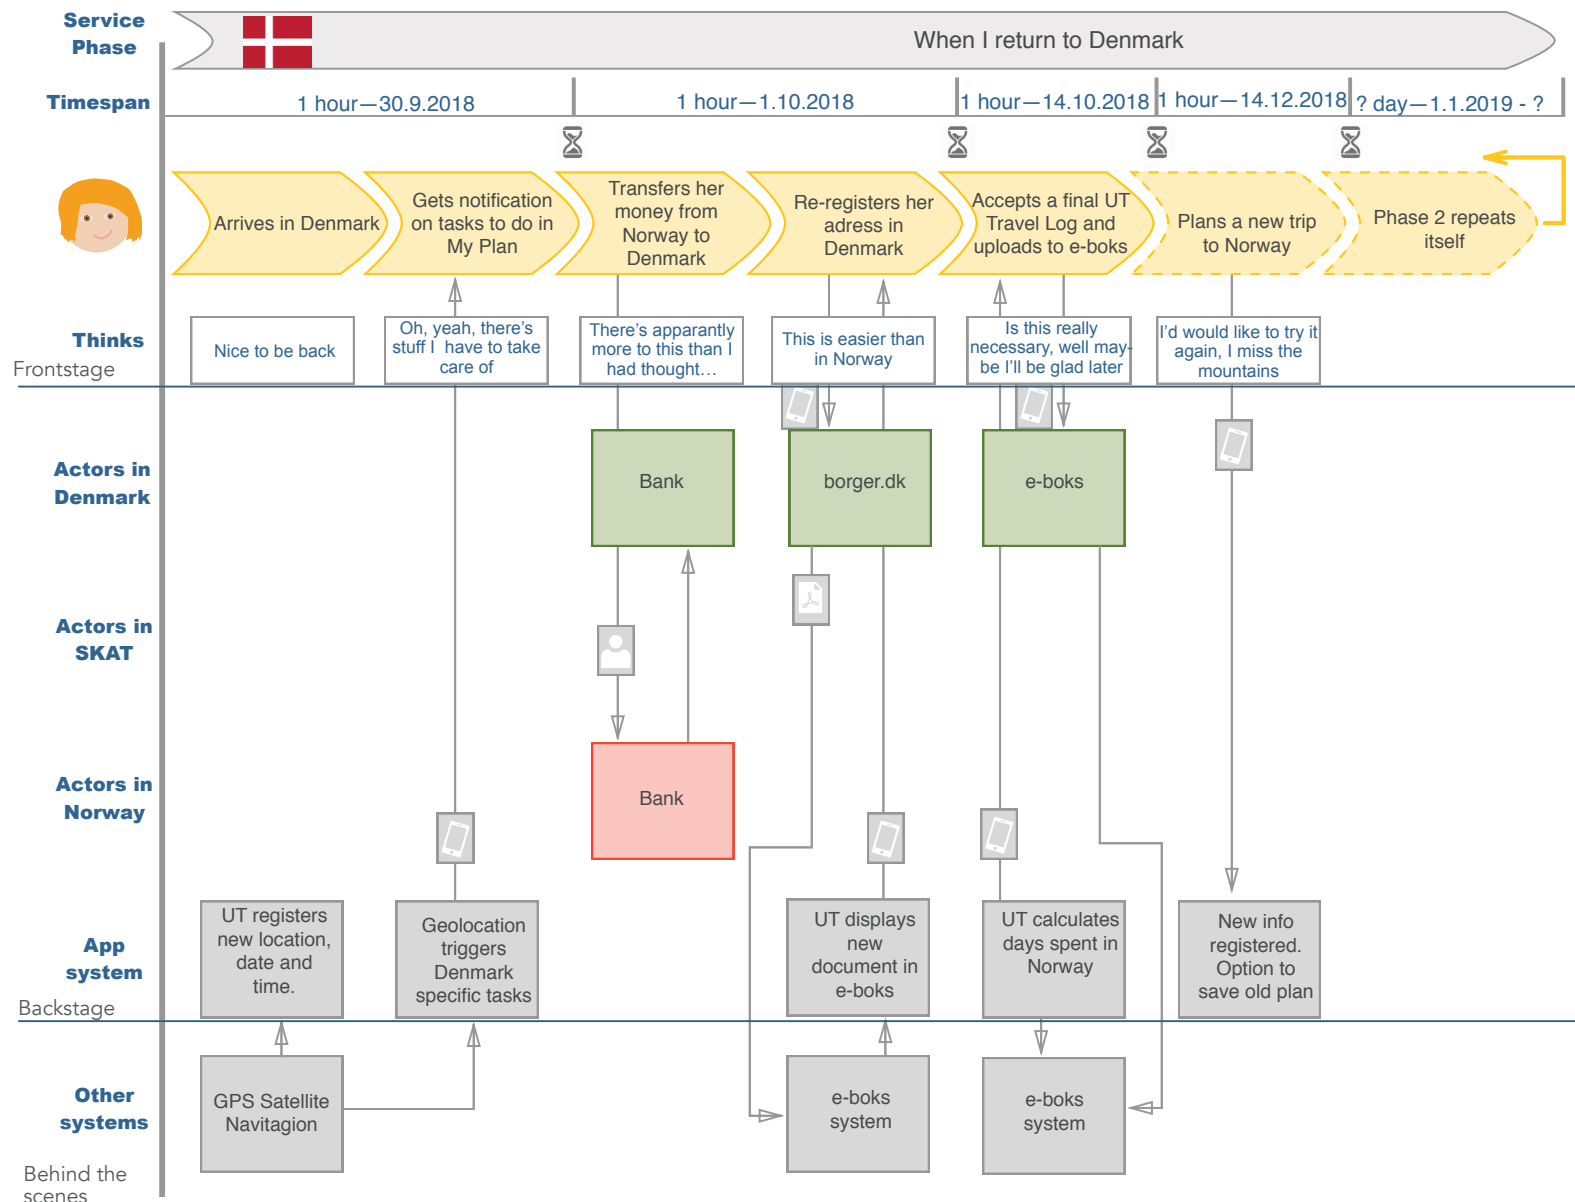 Service
Phase
When I return to Denmark
Timespan
1 hour—30.9.2018
1 hour—1.10.2018
1 hour—14.10.2018
1 hour—14.12.2018
? day—1.1.2019 - ?
Arrives in Denmark
Gets notification
on tasks to do in
My Plan
Transfers her
money from
Norway to
Denmark
Re-registers her
adress in
Denmark
Accepts a final UT
Travel Log and
uploads to e-boks
Plans a new trip
to Norway
Phase 2 repeats
itself
Thinks
Frontstage
Nice to be back
Oh, yeah, there's
stuff I have to take
care of
There's apparantly
more to this than I
had thought...
This is easier than
in Norway
Is this really
necessary, well may-
be I'll be glad later
I'd would like to try it
again, I miss the
mountains
Actors in
Denmark
Bank
borger.dk
e-boks
Actors in
SKAT
Actors in
Norway
Bank
App
system
Backstage
UT registers
new location,
date and
time.
Geolocation
triggers
Denmark
specific tasks
UT displays
new
document in
e-boks
UT calculates
days spent in
Norway
New info
registered.
Option to
save old plan
Other
systems
Behind the
scenes
GPS Satellite
Navitagion
e-boks
system
e-boks
system